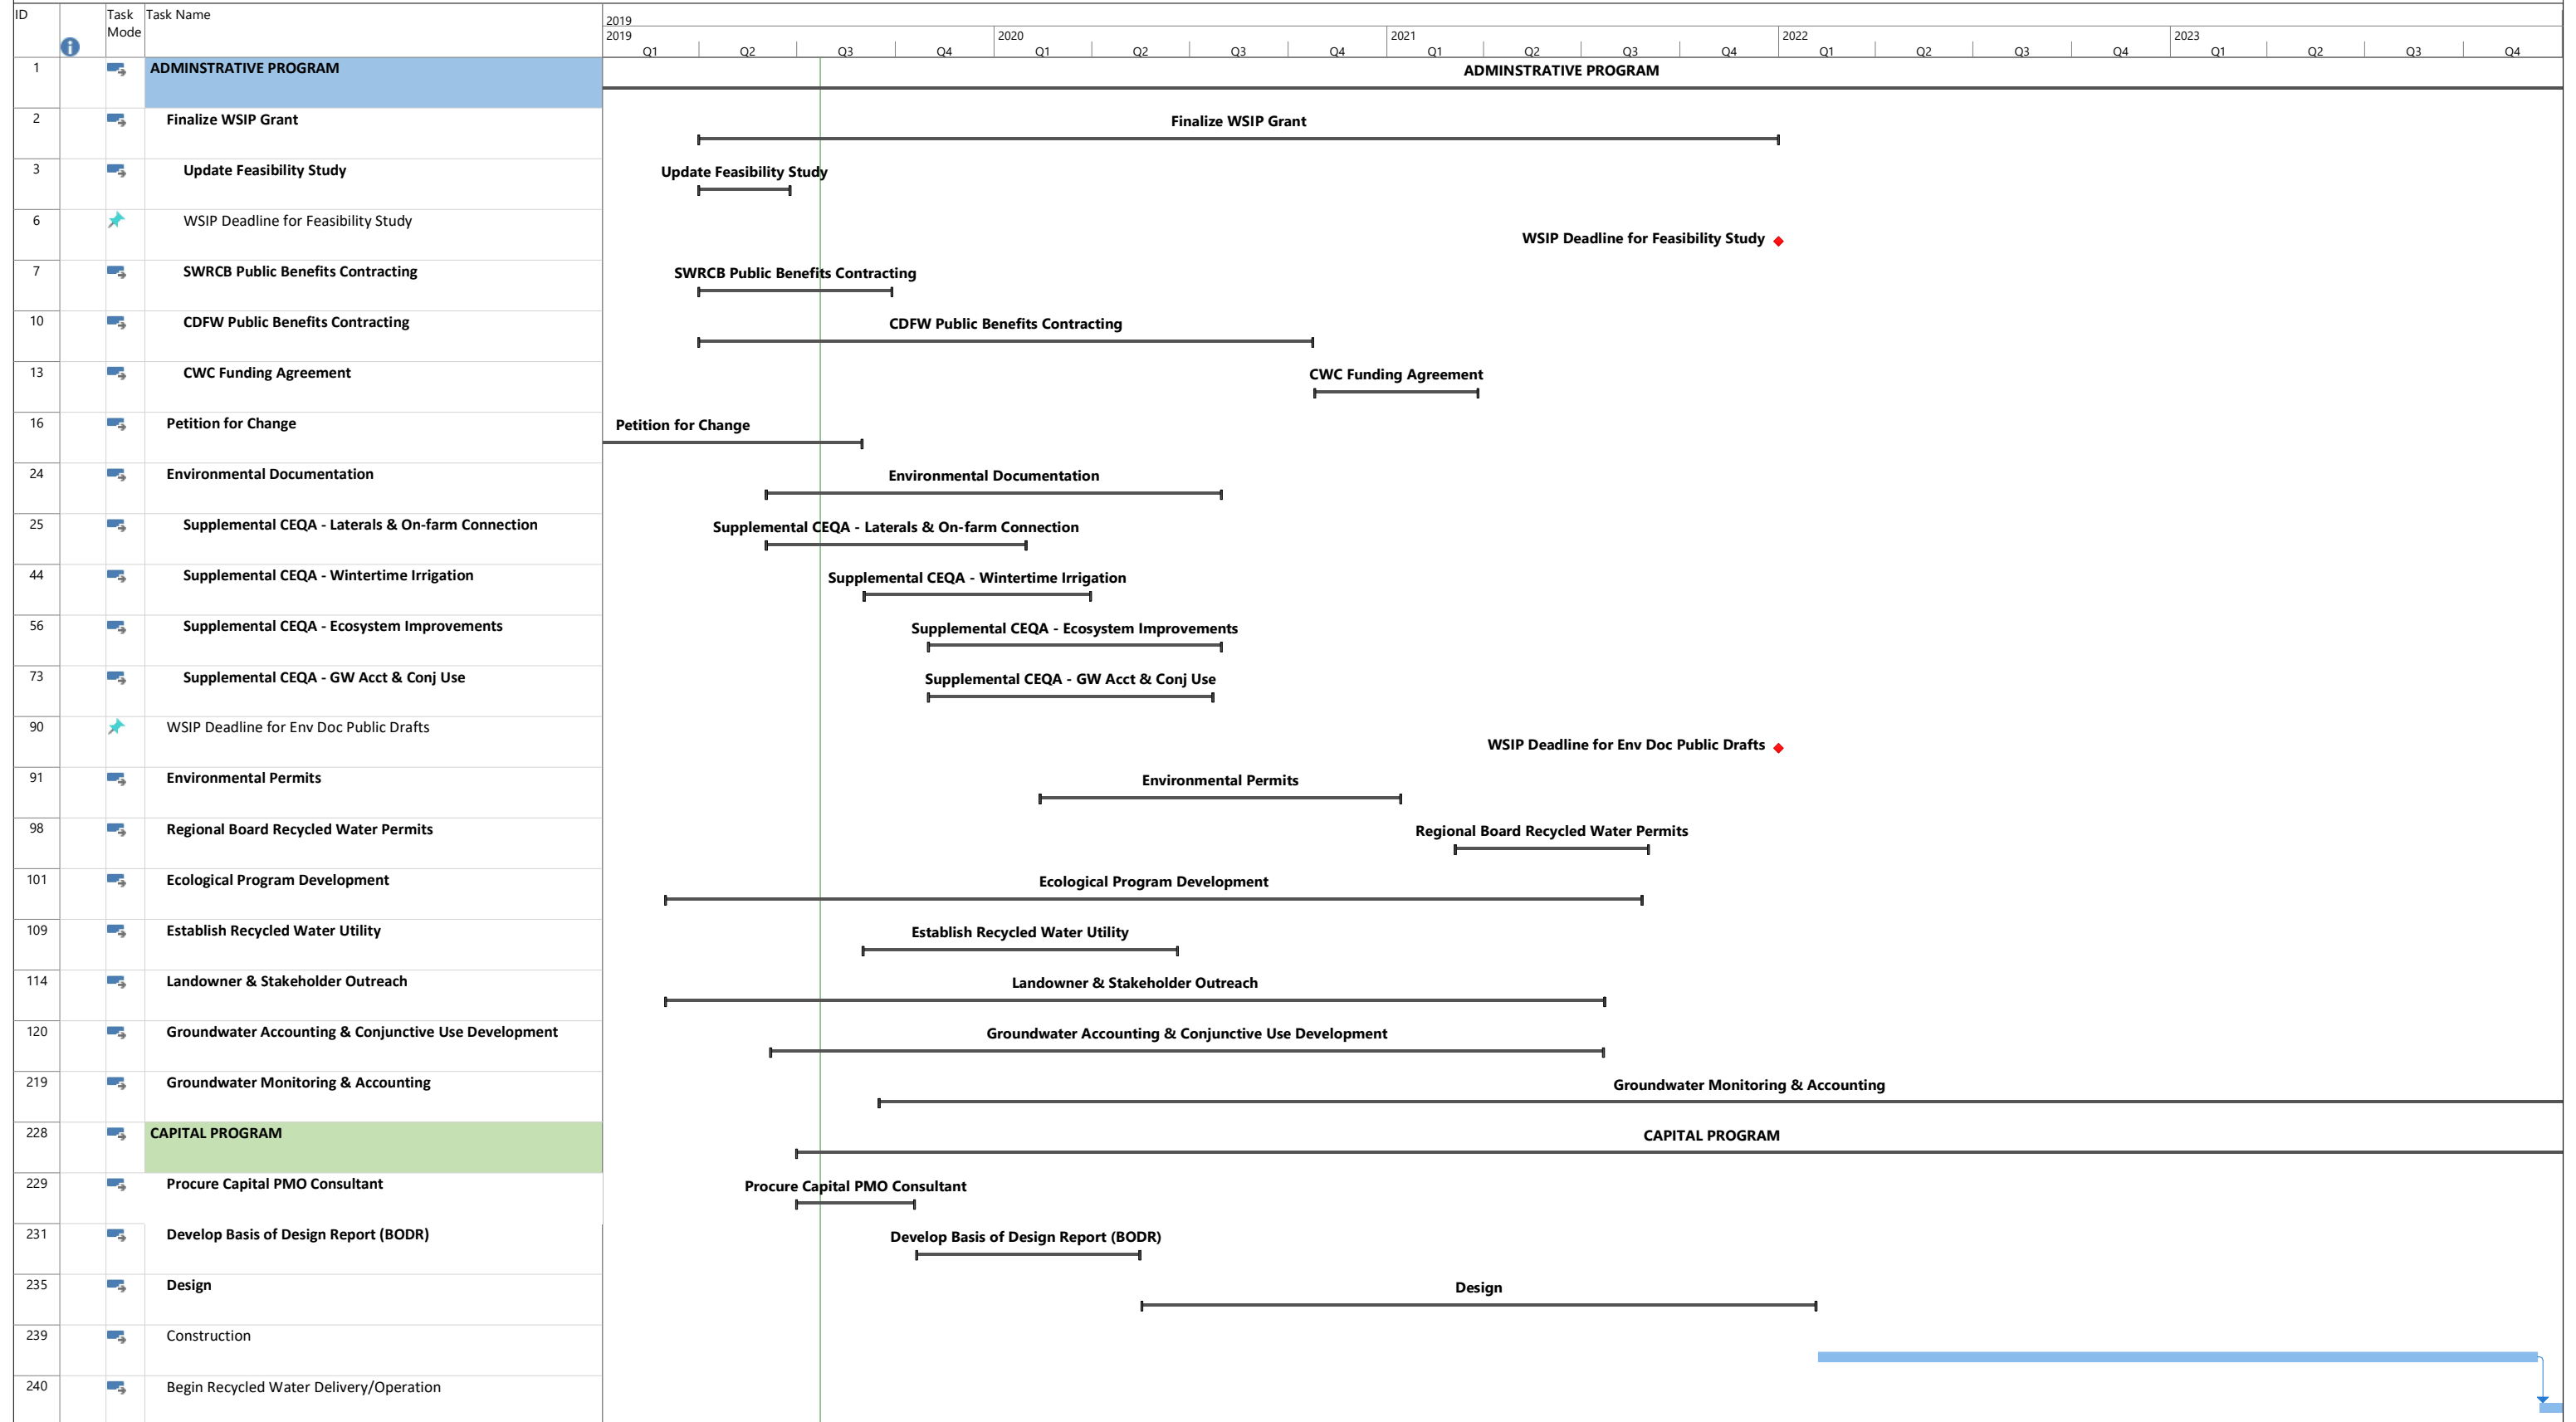 ID Task Mode Task Name
2019
2019 2020 2021 2022 2023
Q1 Q2 Q3 Q4 Q1 Q2 Q3 Q4 Q1 Q2 Q3 Q4 Q1 Q2 Q3 Q4 Q1 Q2 Q3 Q4
1 ADMINSTRATIVE PROGRAM ADMINSTRATIVE PROGRAM
2 Finalize WSIP Grant Finalize WSIP Grant
3 Update Feasibility Study Update Feasibility Study
6 WSIP Deadline for Feasibility Study WSIP Deadline for Feasibility Study
7 SWRCB Public Benefits Contracting SWRCB Public Benefits Contracting
10 CDFW Public Benefits Contracting CDFW Public Benefits Contracting
13 CWC Funding Agreement CWC Funding Agreement
16 Petition for Change Petition for Change
24 Environmental Documentation Environmental Documentation
25 Supplemental CEQA - Laterals & On-farm Connection Supplemental CEQA - Laterals & On-farm Connection
44 Supplemental CEQA - Wintertime Irrigation Supplemental CEQA - Wintertime Irrigation
56 Supplemental CEQA - Ecosystem Improvements Supplemental CEQA - Ecosystem Improvements
73 Supplemental CEQA - GW Acct & Conj Use Supplemental CEQA - GW Acct & Conj Use
90 WSIP Deadline for Env Doc Public Drafts WSIP Deadline for Env Doc Public Drafts
91 Environmental Permits Environmental Permits
98 Regional Board Recycled Water Permits Regional Board Recycled Water Permits
101 Ecological Program Development Ecological Program Development
109 Establish Recycled Water Utility Establish Recycled Water Utility
114 Landowner & Stakeholder Outreach Landowner & Stakeholder Outreach
120 Groundwater Accounting & Conjunctive Use Development Groundwater Accounting & Conjunctive Use Development
219 Groundwater Monitoring & Accounting Groundwater Monitoring & Accounting
228 CAPITAL PROGRAM CAPITAL PROGRAM
229 Procure Capital PMO Consultant Procure Capital PMO Consultant
231 Develop Basis of Design Report (BODR) Develop Basis of Design Report (BODR)
235 Design Design
239 Construction
240 Begin Recycled Water Delivery/Operation